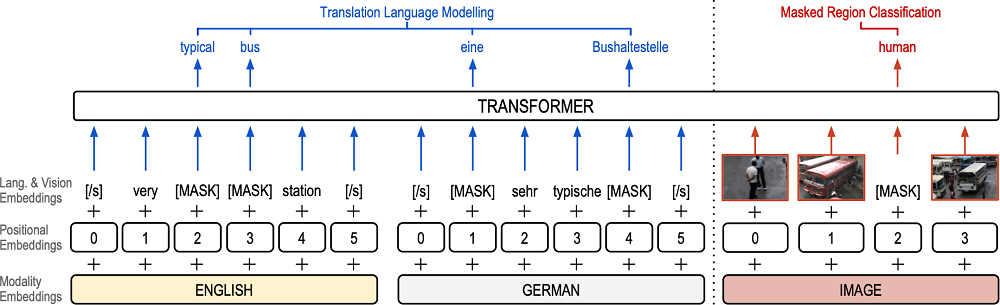 Translation Language Modelling Masked Region Classification
typical bus eine Bushaltestelle human
TRANSFORMER
Lang. & Vision
Embeddings
[/s] very [MASK] [MASK] station [/s] [/s] [MASK] sehr typische [MASK] [/s] [MASK]
+ + + + + + + + + + + + + + + +
Positional
Embeddings
0 1 2 3 4 5 0 1 2 3 4 5 0 1 2 3
+ + + + + + + + + + + + + + + +
Modality
Embeddings
ENGLISH GERMAN IMAGE